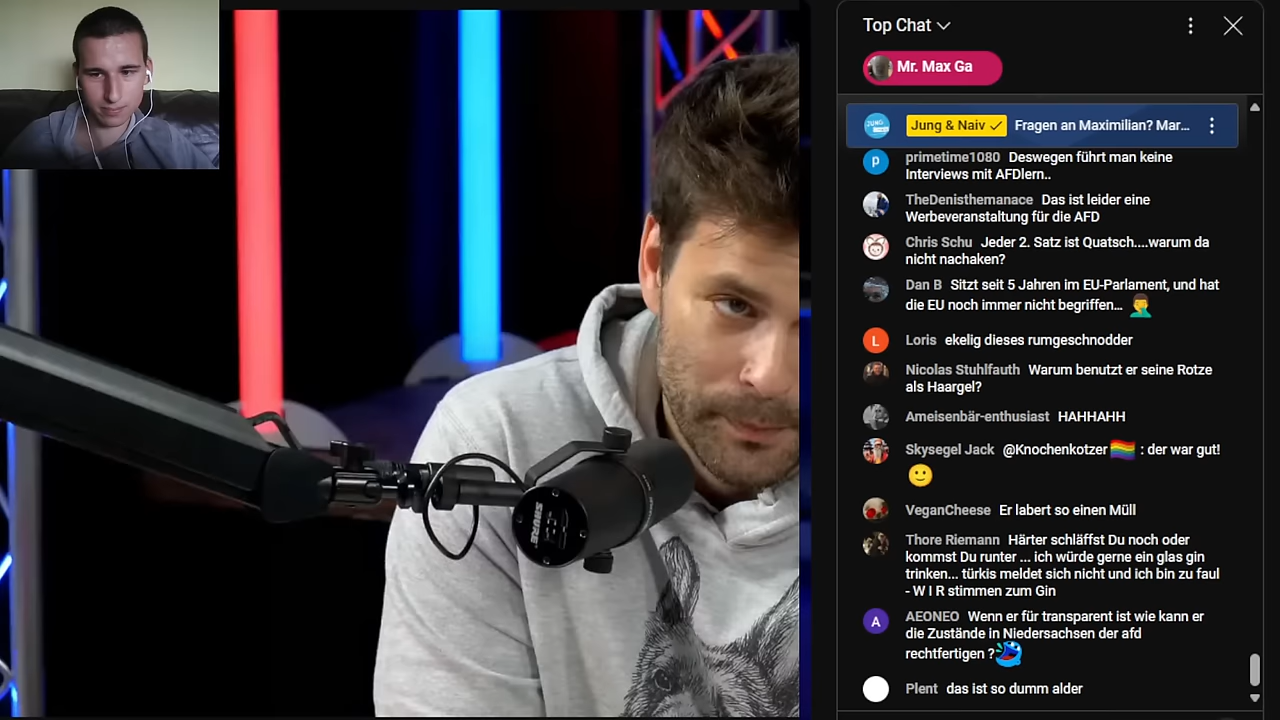 Top Chat
Mr. Max Ga
Jung & Naiv Fragen an Maximilian? Mar...
primetime1080 Deswegen führt man keine
Interviews mit AFDlern..
TheDenisthemanace Das ist leider eine
Werbeveranstaltung für die AFD
Chris Schu Jeder 2. Satz ist Quatsch....warum da
nicht nachaken?
Dan B Sitzt seit 5 Jahren im EU-Parlament, und hat
die EU noch immer nicht begriffen... 🤦‍♂️
Loris ekelig dieses rumgeschnodder
Nicolas Stuhlfauth Warum benutzt er seine Rotze
als Haargel?
Ameisenbär-enthusiast HAHHAHH
Skysegel Jack @Knochenkotzer 🏳️‍🌈 : der war gut!
🙂
VeganCheese Er labert so einen Müll
Thore Riemann Härter schläffst Du noch oder
kommst Du runter ... ich würde gerne ein glas gin
trinken... türkis meldet sich nicht und ich bin zu faul
- W I R stimmen zum Gin
AEONEO Wenn er für transparent ist wie kann er
die Zustände in Niedersachsen der afd
rechtfertigen ?
Plent das ist so dumm alder
SHURE